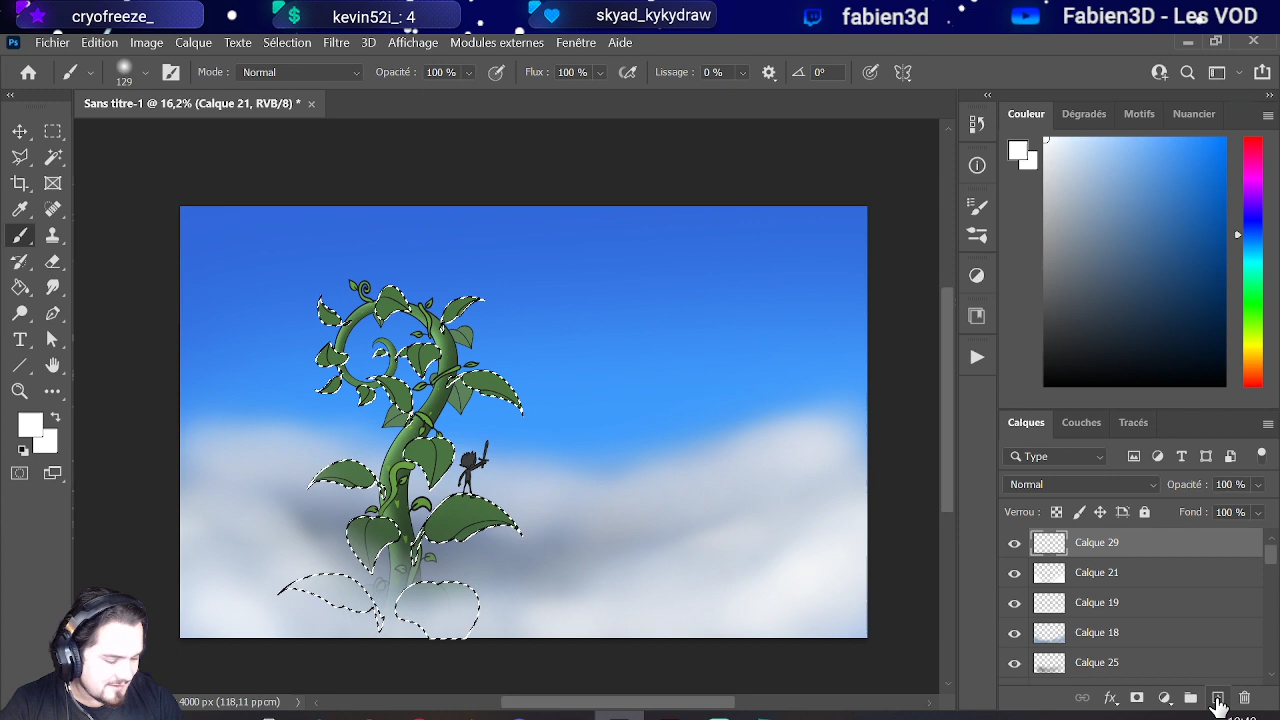 cryofreeze_
kevin52i_: 4
skyad_kykydraw
fabien3d
Fabien3D - Les VOD
Ps Fichier Edition Image Calque Texte Sélection Filtre 3D Affichage Modules externes Fenêtre Aide
129 Mode : Normal Opacité : 100 % Flux : 100 % Lissage : 0 % 0°
Sans titre-1 @ 16,2% (Calque 21, RVB/8) *
Couleur Dégradés Motifs Nuancier
Calques Couches Tracés
Type
Normal Opacité : 100 %
Verrou : Fond : 100 %
Calque 29
Calque 21
Calque 19
Calque 18
Calque 25
4000 px (118,11 ppcm)